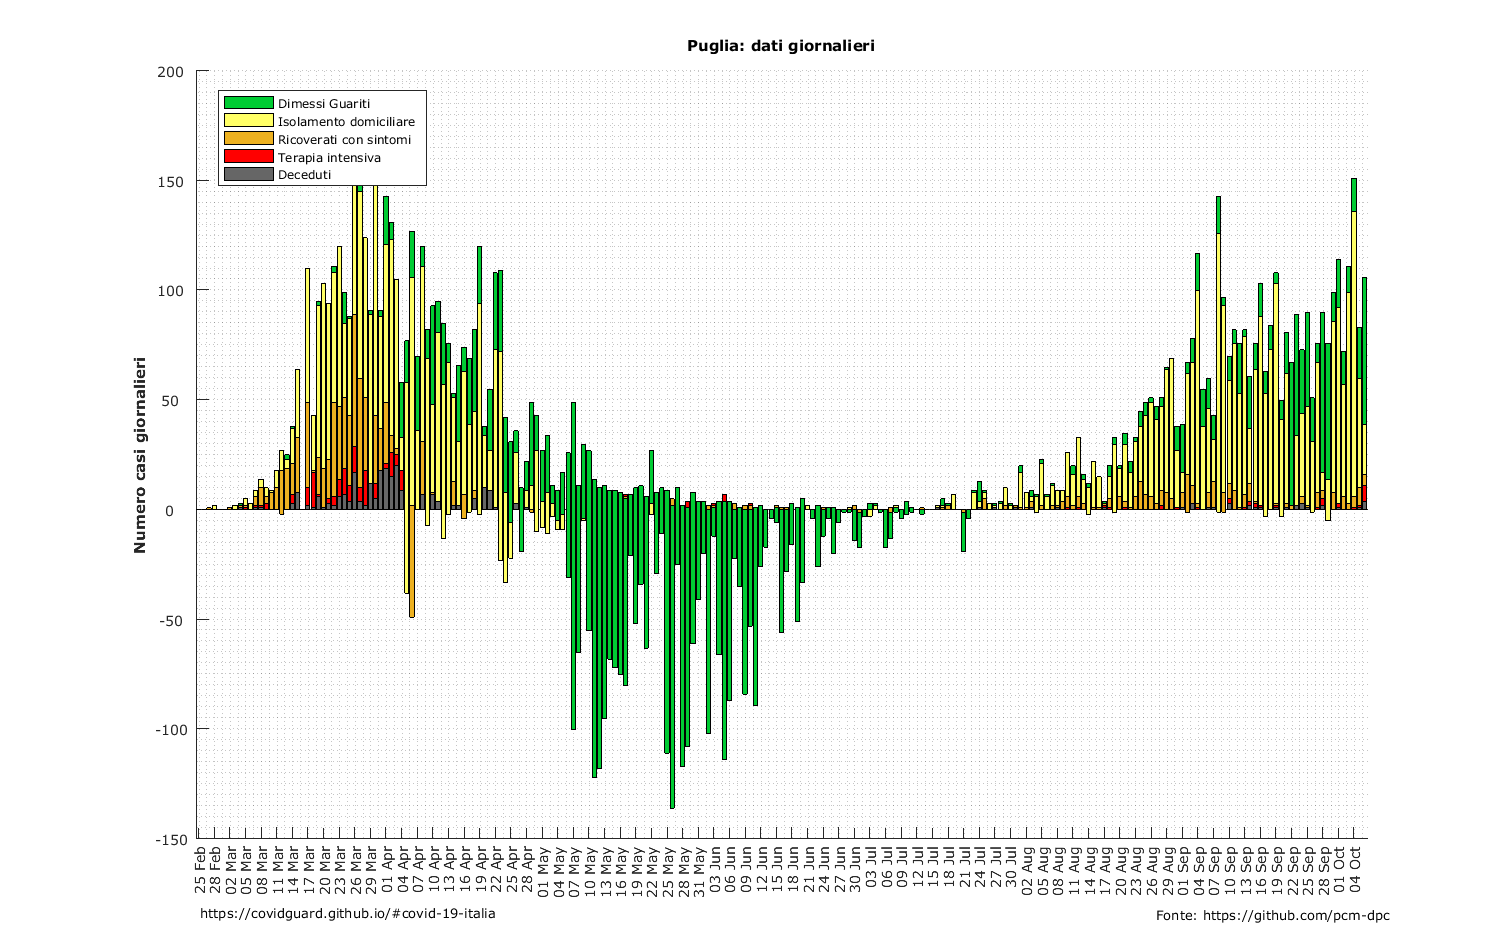 Puglia: dati giornalieri
200
150
100
50
0
-50
-100
-150
Numero casi giornalieri
Dimessi Guariti
Isolamento domiciliare
Ricoverati con sintomi
Terapia intensiva
Deceduti
25 Feb
28 Feb
02 Mar
05 Mar
08 Mar
11 Mar
14 Mar
17 Mar
20 Mar
23 Mar
26 Mar
29 Mar
01 Apr
04 Apr
07 Apr
10 Apr
13 Apr
16 Apr
19 Apr
22 Apr
25 Apr
28 Apr
01 May
04 May
07 May
10 May
13 May
16 May
19 May
22 May
25 May
28 May
31 May
03 Jun
06 Jun
09 Jun
12 Jun
15 Jun
18 Jun
21 Jun
24 Jun
27 Jun
30 Jun
03 Jul
06 Jul
09 Jul
12 Jul
15 Jul
18 Jul
21 Jul
24 Jul
27 Jul
30 Jul
02 Aug
05 Aug
08 Aug
11 Aug
14 Aug
17 Aug
20 Aug
23 Aug
26 Aug
29 Aug
01 Sep
04 Sep
07 Sep
10 Sep
13 Sep
16 Sep
19 Sep
22 Sep
25 Sep
28 Sep
01 Oct
04 Oct
https://covidguard.github.io/#covid-19-italia
Fonte: https://github.com/pcm-dpc